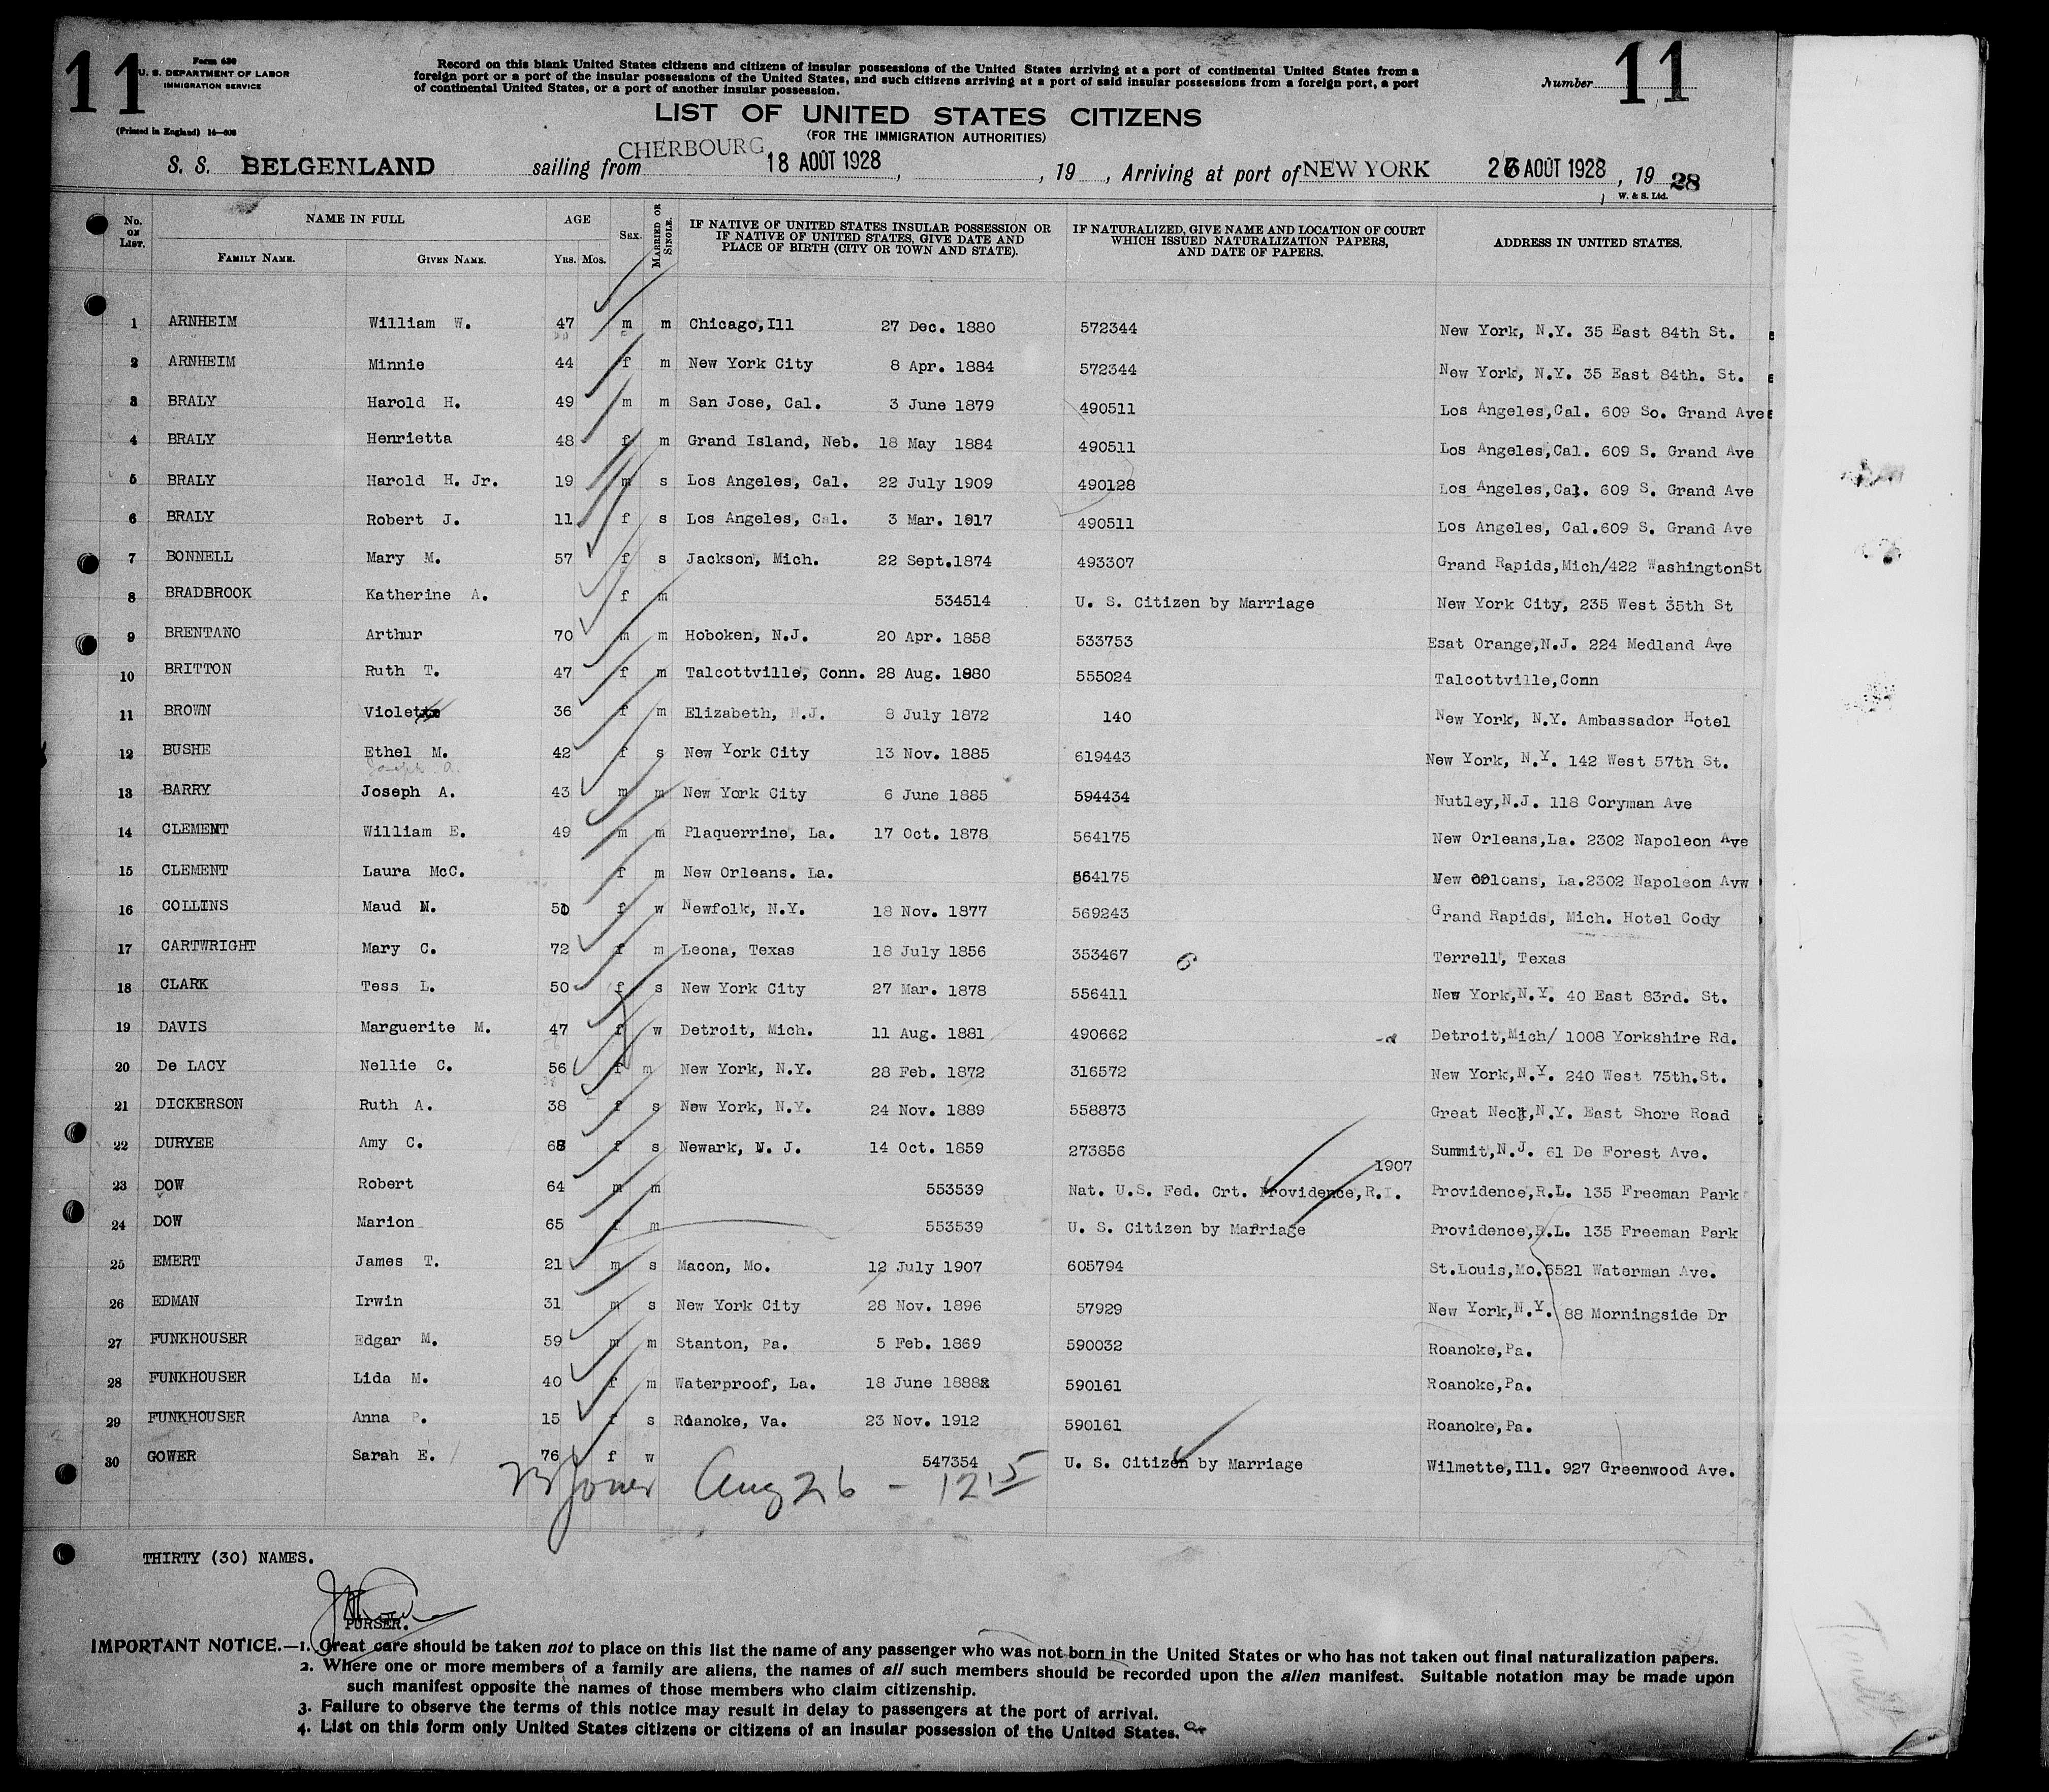 11
Form 630
U. S. DEPARTMENT OF LABOR
IMMIGRATION SERVICE
(Printed in England) 14—608
Record on this blank United States citizens and citizens of insular possessions of the United States arriving at a port of continental United States from a
foreign port or a port of the insular possessions of the United States, and such citizens arriving at a port of said insular possessions from a foreign port, a port
of continental United States, or a port of another insular possession.
Number 11
LIST OF UNITED STATES CITIZENS
(FOR THE IMMIGRATION AUTHORITIES)
S. S. BELGENLAND sailing from CHERBOURG 18 AOÛT 1928, , 19 , Arriving at port of NEW YORK 26 AOÛT 1928, 19 28
W. & S. Ltd.
No. ON LIST. NAME IN FULL AGE SEX. MARRIED OR SINGLE. IF NATIVE OF UNITED STATES INSULAR POSSESSION OR IF NATIVE OF UNITED STATES, GIVE DATE AND PLACE OF BIRTH (CITY OR TOWN AND STATE). IF NATURALIZED, GIVE NAME AND LOCATION OF COURT WHICH ISSUED NATURALIZATION PAPERS, AND DATE OF PAPERS. ADDRESS IN UNITED STATES.
FAMILY NAME. GIVEN NAME. YRS. MOS.
1 ARNHEIM William W. 47 m m Chicago,Ill 27 Dec. 1880 572344 New York, N.Y. 35 East 84th St.
2 ARNHEIM Minnie 44 f m New York City 8 Apr. 1884 572344 New York, N.Y. 35 East 84th. St.
3 BRALY Harold H. 49 m m San Jose, Cal. 3 June 1879 490511 Los Angeles,Cal. 609 So. Grand Ave
4 BRALY Henrietta 48 f m Grand Island, Neb. 18 May 1884 490511 Los Angeles,Cal. 609 S. Grand Ave
5 BRALY Harold H. Jr. 19 m s Los Angeles, Cal. 22 July 1909 490128 Los Angeles,Cal. 609 S. Grand Ave
6 BRALY Robert J. 11 f s Los Angeles, Cal. 3 Mar. 1917 490511 Los Angeles, Cal.609 S. Grand Ave
7 BONNELL Mary M. 57 f s Jackson, Mich. 22 Sept.1874 493307 Grand Rapids,Mich/422 WashingtonSt
8 BRADBROOK Katherine A. f m 534514 U. S. Citizen by Marriage New York City, 235 West 35th St
9 BRENTANO Arthur 70 m m Hoboken, N.J. 20 Apr. 1858 533753 Esat Orange,N.J. 224 Medland Ave
10 BRITTON Ruth T. 47 f m Talcottville, Conn. 28 Aug. 1880 555024 Talcottville,Conn
11 BROWN Violette 36 f m Elizabeth, N.J. 8 July 1872 140 New York, N.Y. Ambassador Hotel
12 BUSHE Ethel M. 42 f s New York City 13 Nov. 1885 619443 New York, N.Y. 142 West 57th St.
Joseph A.
13 BARRY Joseph A. 43 m m New York City 6 June 1885 594434 Nutley,N.J. 118 Coryman Ave
14 CLEMENT William E. 49 m m Plaquerrine, La. 17 Oct. 1878 564175 New Orleans,La. 2302 Napoleon Ave
15 CLEMENT Laura McC. f m New Orleans. La. 564175 New Orleans, La.2302 Napoleon Avw
16 COLLINS Maud M. 50 f w Newfolk, N.Y. 18 Nov. 1877 569243 Grand Rapids, Mich. Hotel Cody
17 CARTWRIGHT Mary C. 72 f m Leona, Texas 18 July 1856 353467 6 Terrell, Texas
18 CLARK Tess L. 50 f s New York City 27 Mar. 1878 556411 New York,N.Y. 40 East 83rd. St.
19 DAVIS Marguerite M. 47 f w Detroit, Mich. 11 Aug. 1881 490662 Detroit,Mich/ 1008 Yorkshire Rd.
20 De LACY Nellie C. 56 f m New York, N.Y. 28 Feb. 1872 316572 New York,N.Y. 240 West 75th.St.
21 DICKERSON Ruth A. 38 f s New York, N.Y. 24 Nov. 1889 558873 Great Neck,N.Y. East Shore Road
22 DURYEE Amy C. 68 f s Newark, N. J. 14 Oct. 1859 273856 Summit,N.J. 61 De Forest Ave.
1907
23 DOW Robert 64 m m 553539 Nat. U.S. Fed. Crt. Providence,R.I. Providence,R.L. 135 Freeman Park
24 DOW Marion 65 f m 553539 U. S. Citizen by Marriage Providence,R.L. 135 Freeman Park
25 EMERT James T. 21 m s Macon, Mo. 12 July 1907 605794 St.Louis,Mo.5521 Waterman Ave.
26 EDMAN Irwin 31 m s New York City 28 Nov. 1896 57929 New York,N.Y. 88 Morningside Dr
27 FUNKHOUSER Edgar M. 59 m m Stanton, Pa. 5 Feb. 1869 590032 Roanoke,Pa.
28 FUNKHOUSER Lida M. 40 f m Waterproof, La. 18 June 1888 590161 Roanoke,Pa.
29 FUNKHOUSER Anna P. 15 f s Roanoke, Va. 23 Nov. 1912 590161 Roanoke,Pa.
30 GOWER Sarah E. 76 f w 547354 U. S. Citizen by Marriage Wilmette,Ill. 927 Greenwood Ave.
Jones Aug 26 - 12 15
THIRTY (30) NAMES.
PURSER.
IMPORTANT NOTICE.—1. Great care should be taken not to place on this list the name of any passenger who was not born in the United States or who has not taken out final naturalization papers.
2. Where one or more members of a family are aliens, the names of all such members should be recorded upon the alien manifest. Suitable notation may be made upon
such manifest opposite the names of those members who claim citizenship.
3. Failure to observe the terms of this notice may result in delay to passengers at the port of arrival.
4. List on this form only United States citizens or citizens of an insular possession of the United States.